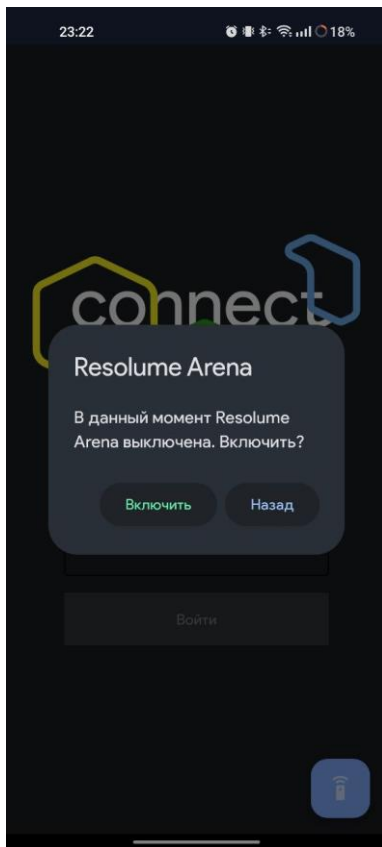 23:22
18%
connect
Resolume Arena
В данный момент Resolume
Arena выключена. Включить?
Включить
Назад
Войти